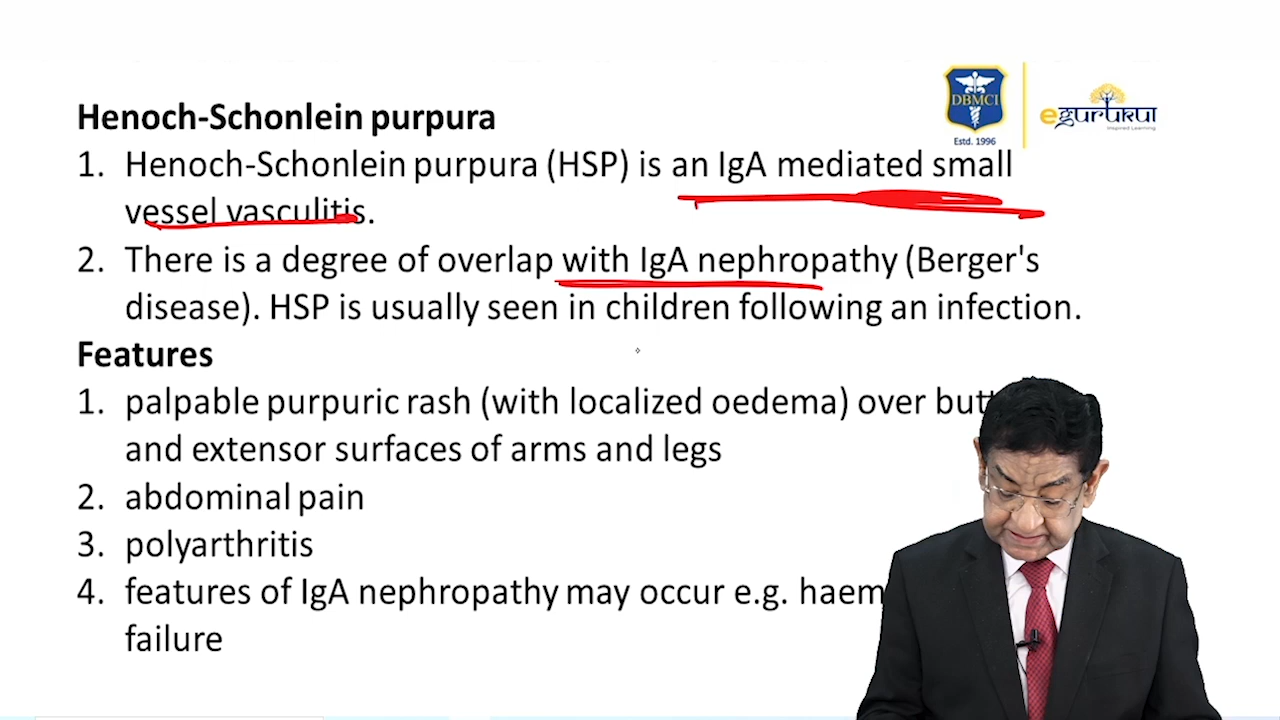 DBMCI
Estd. 1996
egurukul
Inspired Learning
Henoch-Schonlein purpura
1. Henoch-Schonlein purpura (HSP) is an IgA mediated small
vessel vasculitis.
2. There is a degree of overlap with IgA nephropathy (Berger's
disease). HSP is usually seen in children following an infection.
Features
1. palpable purpuric rash (with localized oedema) over
and extensor surfaces of arms and legs
2. abdominal pain
3. polyarthritis
4. features of IgA nephropathy may occur e.g.
failure